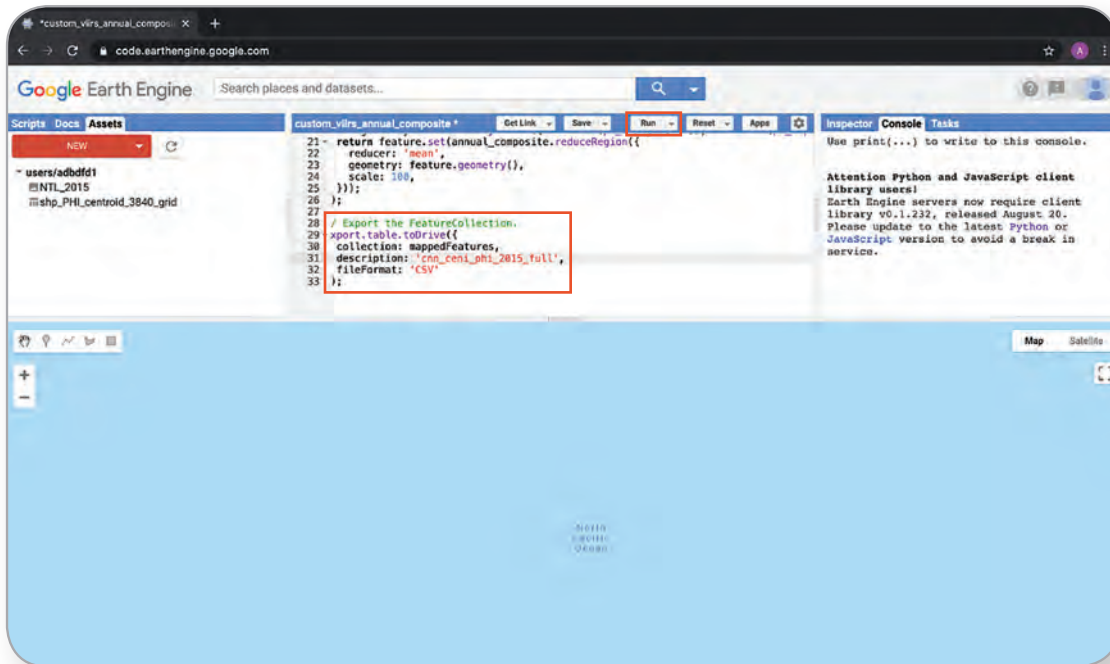 *custom_viirs_annual_composi
code.earthengine.google.com
A
Google Earth Engine
Search places and datasets...
Scripts Docs Assets
NEW
users/adbdfd1
NTL_2015
shp_PHI_centroid_3840_grid
custom_viirs_annual_composite *
Get Link
Save
Run
Reset
Apps
21 return feature.set(annual_composite.reduceRegion({
22 reducer: 'mean',
23 geometry: feature.geometry(),
24 scale: 100,
25 }));
26 );
27
28 / Export the FeatureCollection.
29 xport.table.toDrive({
30 collection: mappedFeatures,
31 description: 'cnn_ceni_phi_2015_full',
32 fileFormat: 'CSV'
33 );
Inspector Console Tasks
Use print(...) to write to this console.
Attention Python and JavaScript client
library users!
Earth Engine servers now require client
library v0.1.232, released August 20.
Please update to the latest Python or
JavaScript version to avoid a break in
service.
Map Satellite
North
Pacific
Ocean